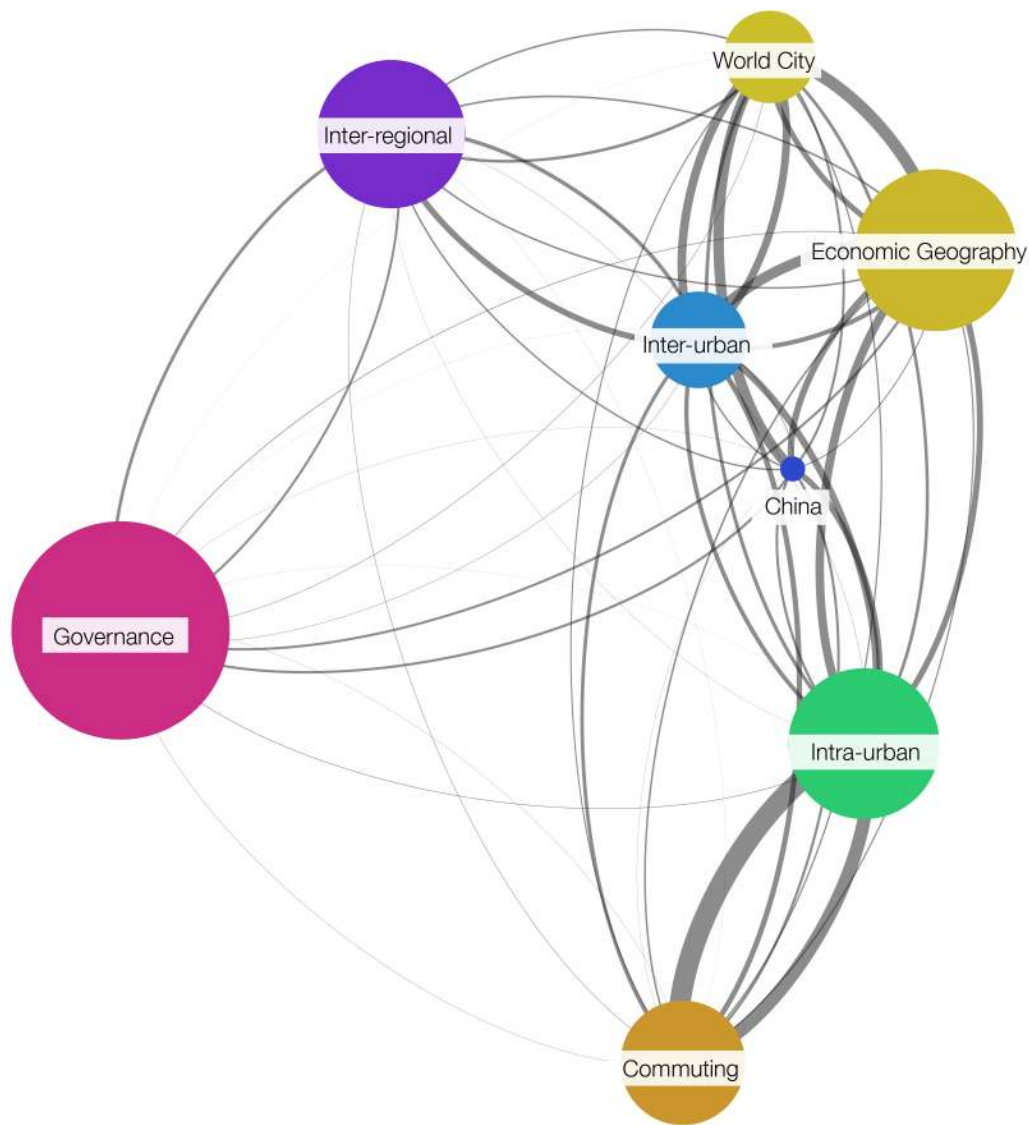 World City
Inter-regional
Economic Geography
Inter-urban
China
Governance
Intra-urban
Commuting